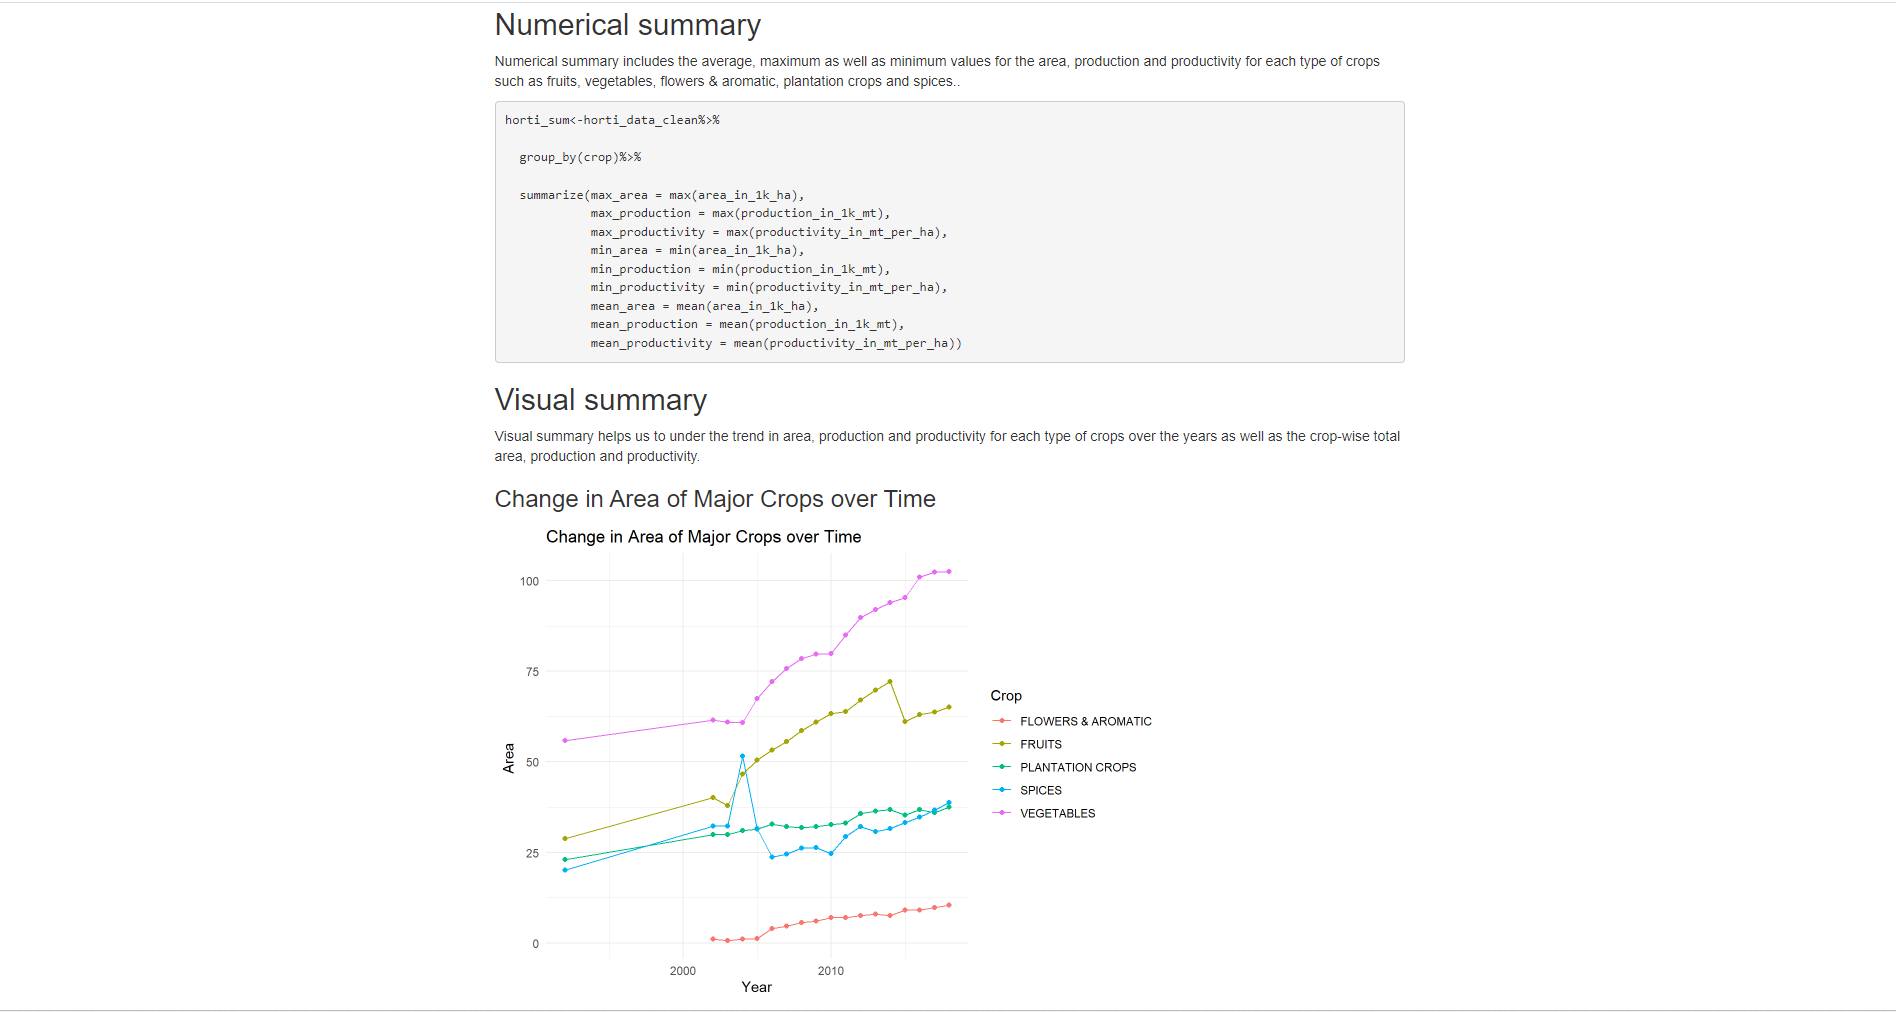 Numerical summary
Numerical summary includes the average, maximum as well as minimum values for the area, production and productivity for each type of crops
such as fruits, vegetables, flowers & aromatic, plantation crops and spices..
horti_sum<-horti_data_clean%>%
group_by(crop)%>%
summarize(max_area = max(area_in_1k_ha),
max_production = max(production_in_1k_mt),
max_productivity = max(productivity_in_mt_per_ha),
min_area = min(area_in_1k_ha),
min_production = min(production_in_1k_mt),
min_productivity = min(productivity_in_mt_per_ha),
mean_area = mean(area_in_1k_ha),
mean_production = mean(production_in_1k_mt),
mean_productivity = mean(productivity_in_mt_per_ha))
Visual summary
Visual summary helps us to under the trend in area, production and productivity for each type of crops over the years as well as the crop-wise total
area, production and productivity.
Change in Area of Major Crops over Time
Change in Area of Major Crops over Time
100
75
50
25
0
Area
2000
2010
Year
Crop
FLOWERS & AROMATIC
FRUITS
PLANTATION CROPS
SPICES
VEGETABLES